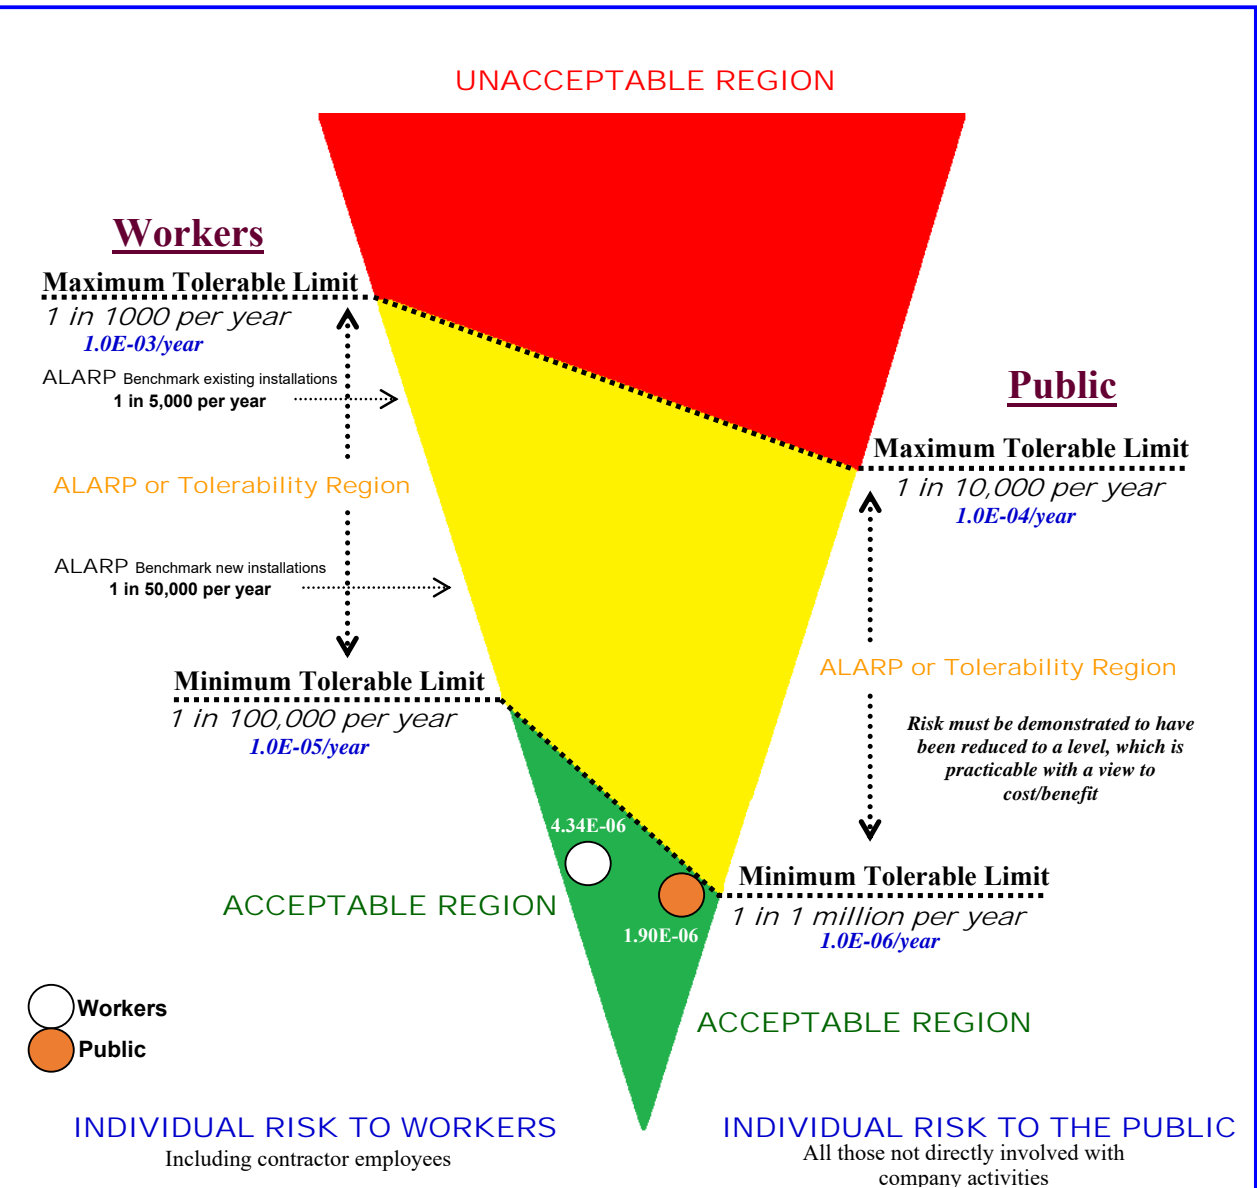 UNACCEPTABLE REGION
Workers
Maximum Tolerable Limit
1 in 1000 per year
1.0E-03/year
ALARP Benchmark existing installations
1 in 5,000 per year
ALARP or Tolerability Region
ALARP Benchmark new installations
1 in 50,000 per year
Minimum Tolerable Limit
1 in 100,000 per year
1.0E-05/year
Public
Maximum Tolerable Limit
1 in 10,000 per year
1.0E-04/year
ALARP or Tolerability Region
Risk must be demonstrated to have
been reduced to a level, which is
practicable with a view to
cost/benefit
Minimum Tolerable Limit
1 in 1 million per year
1.0E-06/year
4.34E-06
1.90E-06
ACCEPTABLE REGION
ACCEPTABLE REGION
Workers
Public
INDIVIDUAL RISK TO WORKERS
Including contractor employees
INDIVIDUAL RISK TO THE PUBLIC
All those not directly involved with
company activities